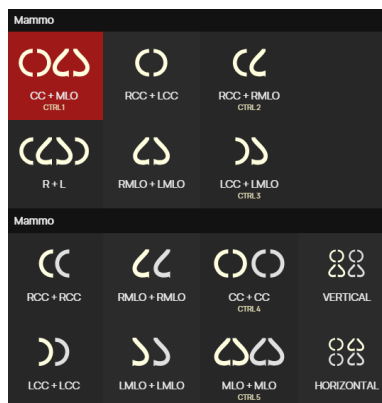 Mammo
CC + MLO
CTRL1
RCC + LCC
RCC + RMLO
CTRL2
R + L
RMLO + LMLO
LCC + LMLO
CTRL3
Mammo
RCC + RCC
RMLO + RMLO
CC + CC
CTRL4
VERTICAL
LCC + LCC
LMLO + LMLO
MLO + MLO
CTRL5
HORIZONTAL